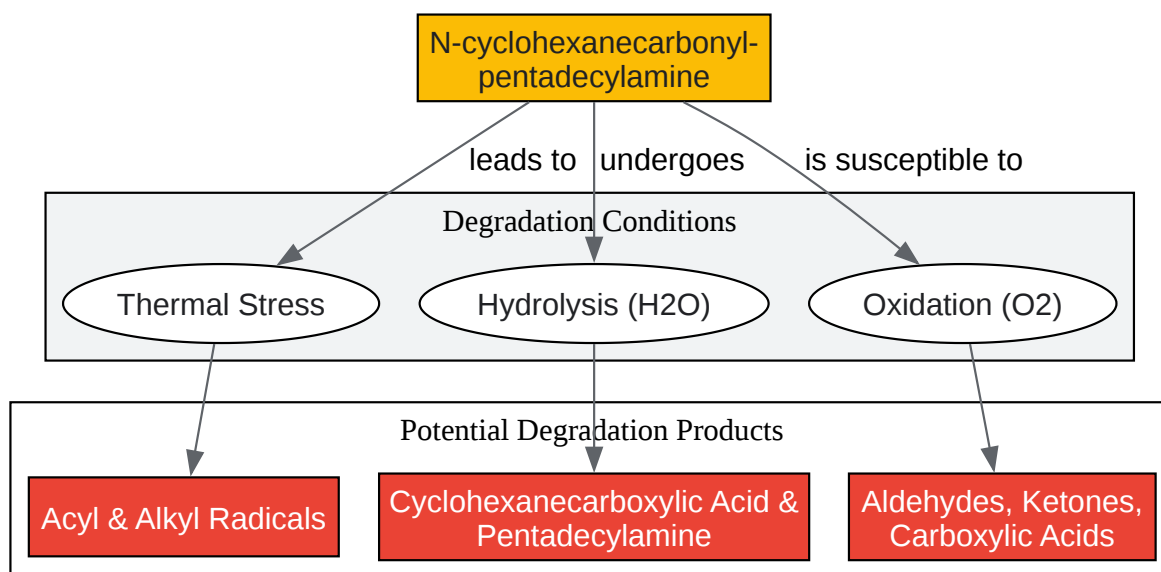 N-cyclohexanecarbonyl-
pentadecylamine
leads to
undergoes
is susceptible to
Degradation Conditions
Thermal Stress
Hydrolysis (H2O)
Oxidation (O2)
Potential Degradation Products
Acyl & Alkyl Radicals
Cyclohexanecarboxylic Acid &
Pentadecylamine
Aldehydes, Ketones,
Carboxylic Acids